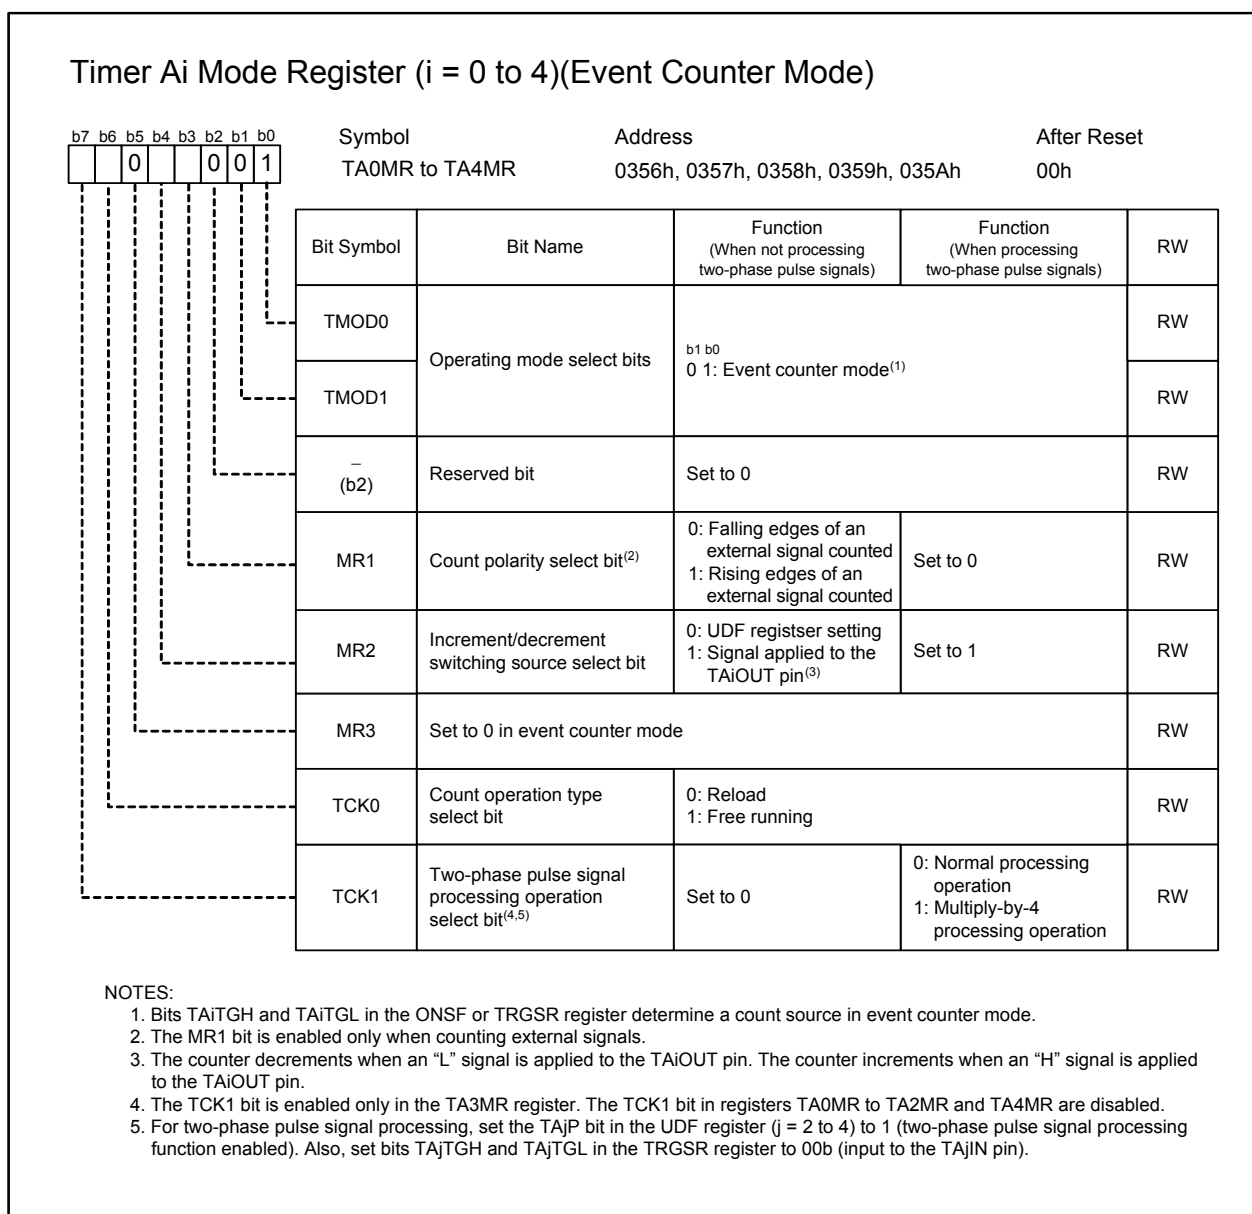 Timer Ai Mode Register (i = 0 to 4)(Event Counter Mode)
b7 b6 b5 b4 b3 b2 b1 b0
0 0 0 1
Symbol Address After Reset
TA0MR to TA4MR 0356h, 0357h, 0358h, 0359h, 035Ah 00h
Bit Symbol
Bit Name
Function
(When not processing
two-phase pulse signals)
Function
(When processing
two-phase pulse signals)
RW
TMOD0
Operating mode select bits
b1 b0
0 1: Event counter mode(1)
RW
TMOD1
RW
–
(b2)
Reserved bit
Set to 0
RW
MR1
Count polarity select bit(2)
0: Falling edges of an
external signal counted
1: Rising edges of an
external signal counted
Set to 0
RW
MR2
Increment/decrement
switching source select bit
0: UDF registser setting
1: Signal applied to the
TAiOUT pin(3)
Set to 1
RW
MR3
Set to 0 in event counter mode
RW
TCK0
Count operation type
select bit
0: Reload
1: Free running
RW
TCK1
Two-phase pulse signal
processing operation
select bit(4,5)
Set to 0
0: Normal processing
operation
1: Multiply-by-4
processing operation
RW
NOTES:
1. Bits TAiTGH and TAiTGL in the ONSF or TRGSR register determine a count source in event counter mode.
2. The MR1 bit is enabled only when counting external signals.
3. The counter decrements when an “L” signal is applied to the TAiOUT pin. The counter increments when an “H” signal is applied
to the TAiOUT pin.
4. The TCK1 bit is enabled only in the TA3MR register. The TCK1 bit in registers TA0MR to TA2MR and TA4MR are disabled.
5. For two-phase pulse signal processing, set the TAjP bit in the UDF register (j = 2 to 4) to 1 (two-phase pulse signal processing
function enabled). Also, set bits TAjTGH and TAjTGL in the TRGSR register to 00b (input to the TAjIN pin).